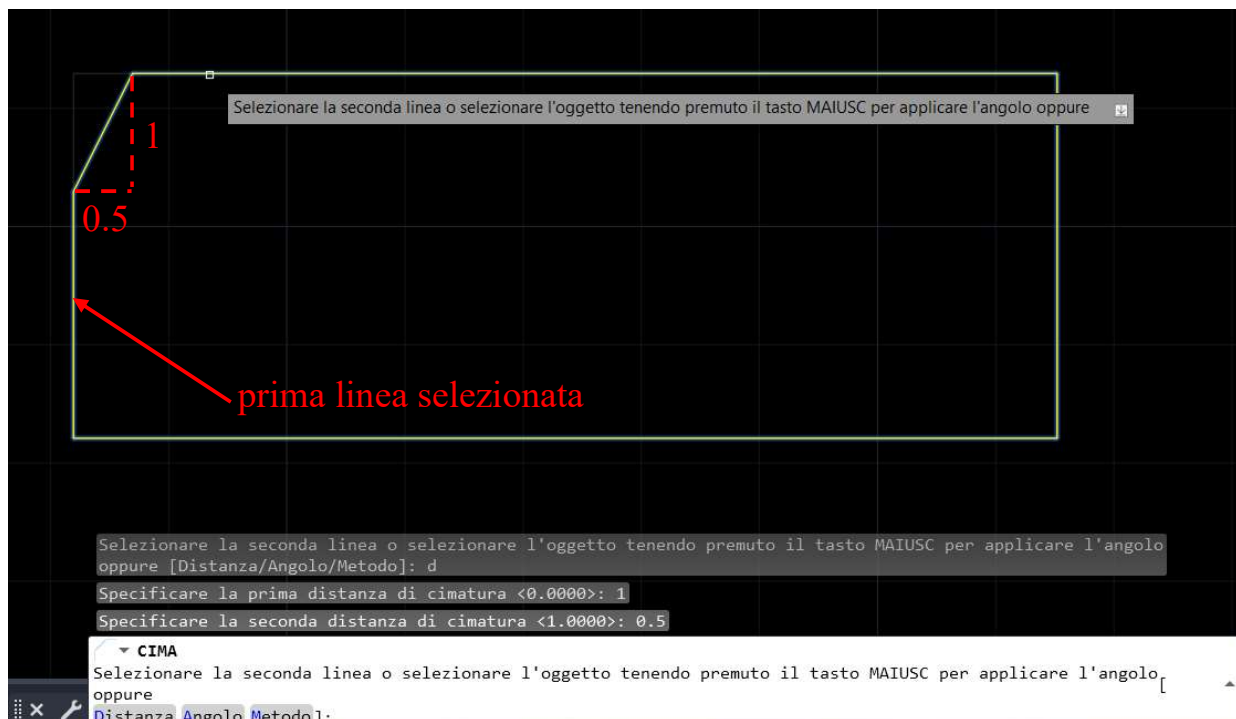 Selezionare la seconda linea o selezionare l'oggetto tenendo premuto il tasto MAIUSC per applicare l'angolo oppure
1
0.5
prima linea selezionata
Selezionare la seconda linea o selezionare l'oggetto tenendo premuto il tasto MAIUSC per applicare l'angolo
oppure [Distanza/Angolo/Metodo]: d
Specificare la prima distanza di cimatura <0.0000>: 1
Specificare la seconda distanza di cimatura <1.0000>: 0.5
CIMA
Selezionare la seconda linea o selezionare l'oggetto tenendo premuto il tasto MAIUSC per applicare l'angolo
oppure [
Distanza Angolo Metodo]: